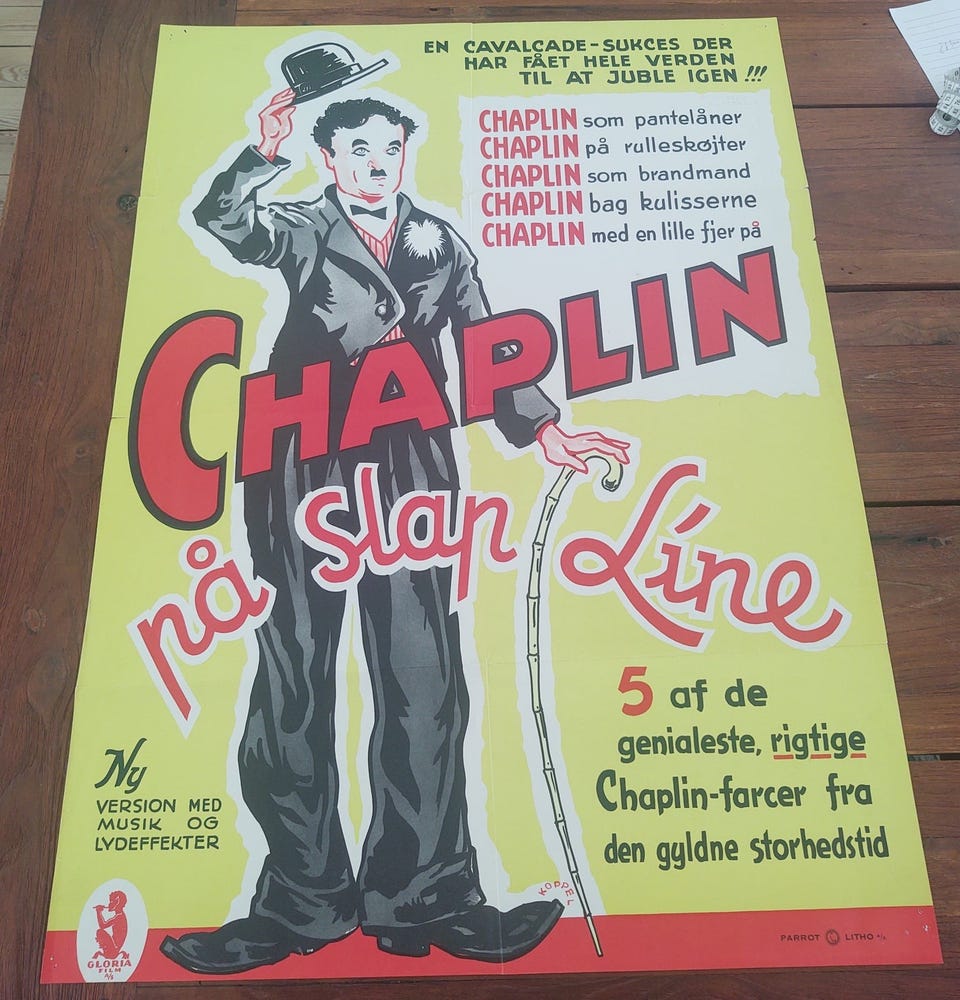 EN CAVALCADE-SUKCES DER
HAR FÅET HELE VERDEN
TIL AT JUBLE IGEN !!!
CHAPLIN som pantelåner
CHAPLIN på rulleskøjter
CHAPLIN som brandmand
CHAPLIN bag kulisserne
CHAPLIN med en lille fjer på
CHAPLIN
på slap Line
5 af de
genialeste, rigtige
Chaplin-farcer fra
den gyldne storhedstid
Ny
VERSION MED
MUSIK OG
LYDEFFEKTER
KOPPEL
GLORIA
FILM
A/S
PARROT LITHO A/S